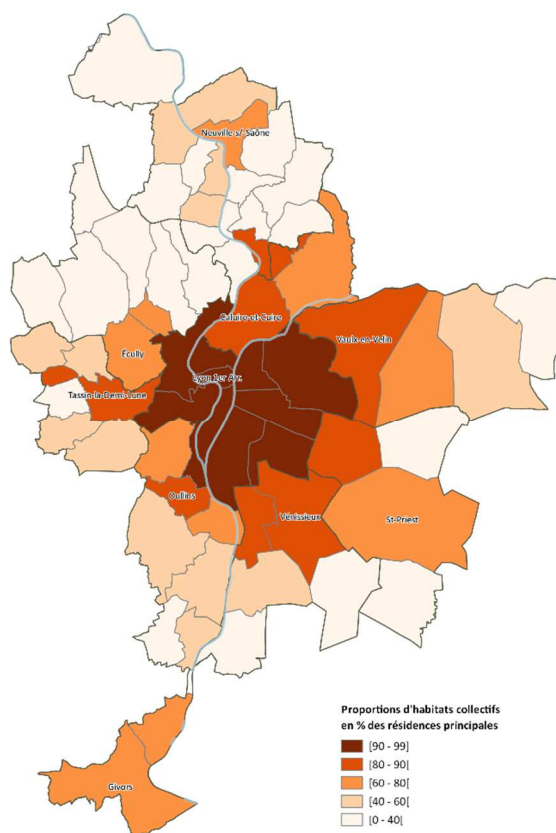 Neuville-s/-Saône
Caluire-et-Cuire
Vaulx-en-Velin
Écully
Lyon 1er Arr.
Tassin-la-Demi-Lune
Oullins
Vénissieux
St-Priest
Givors
Proportions d'habitats collectifs
en % des résidences principales
[90 - 99]
[80 - 90[
[60 - 80[
[40 - 60[
[0 - 40[